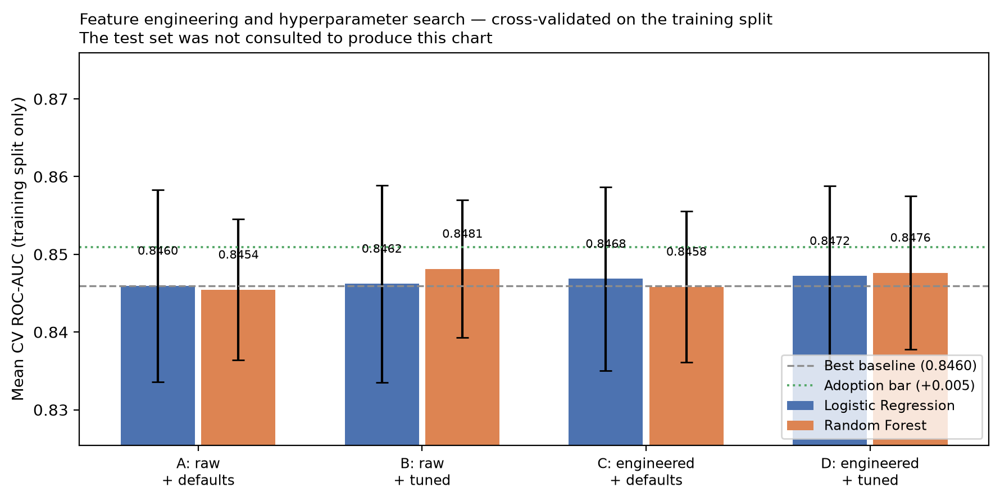 Feature engineering and hyperparameter search — cross-validated on the training split
The test set was not consulted to produce this chart
Mean CV ROC-AUC (training split only)
0.87
0.86
0.85
0.84
0.83
0.8460
0.8454
0.8462
0.8481
0.8468
0.8458
0.8472
0.8476
Best baseline (0.8460)
Adoption bar (+0.005)
Logistic Regression
Random Forest
A: raw
+ defaults
B: raw
+ tuned
C: engineered
+ defaults
D: engineered
+ tuned